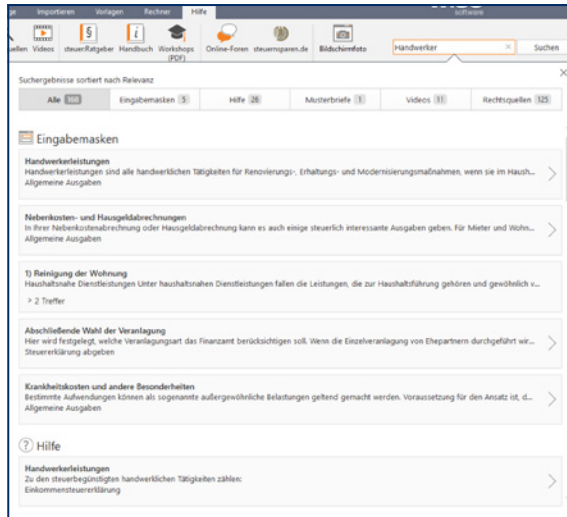 Importieren Vorlagen Rechner Hilfe
software
Videos steuer:Ratgeber Handbuch Workshops (PDF) Online-Foren steuernsparen.de Bildschirmfoto Handwerker × Suchen
Suchergebnisse sortiert nach Relevanz
Alle 168 Eingabemasken 5 Hilfe 26 Musterbriefe 1 Videos 11 Rechtsquellen 125
Eingabemasken
Handwerkerleistungen
Handwerkerleistungen sind alle handwerklichen Tätigkeiten für Renovierungs-, Erhaltungs- und Modernisierungsmaßnahmen, wenn sie im Haush...
Allgemeine Ausgaben
Nebenkosten- und Hausgeldabrechnungen
In Ihrer Nebenkostenabrechnung oder Hausgeldabrechnung kann es auch einige steuerlich interessante Ausgaben geben. Für Mieter und Wohn...
Allgemeine Ausgaben
1) Reinigung der Wohnung
Haushaltsnahe Dienstleistungen Unter haushaltsnahen Dienstleistungen fallen die Leistungen, die zur Haushaltsführung gehören und gewöhnlich v...
> 2 Treffer
Abschließende Wahl der Veranlagung
Hier wird festgelegt, welche Veranlagungsart das Finanzamt berücksichtigen soll. Wenn die Einzelveranlagung von Ehepartnern durchgeführt wir...
Steuererklärung abgeben
Krankheitskosten und andere Besonderheiten
Bestimmte Aufwendungen können als sogenannte außergewöhnliche Belastungen geltend gemacht werden. Voraussetzung für den Ansatz ist, d...
Allgemeine Ausgaben
? Hilfe
Handwerkerleistungen
Zu den steuerbegünstigten handwerklichen Tätigkeiten zählen:
Einkommensteuererklärung